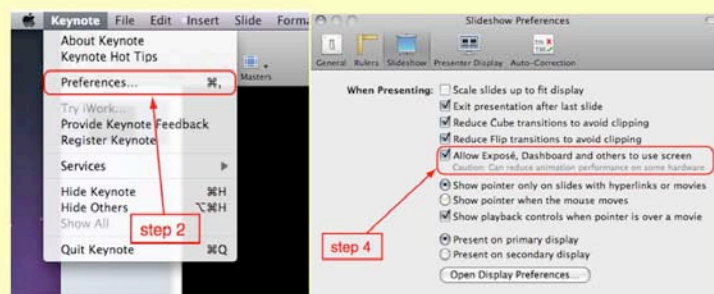 Keynote File Edit Insert Slide Forma
About Keynote
Keynote Hot Tips
Preferences... ⌘,
Try iWork...
Provide Keynote Feedback
Register Keynote
Services
Hide Keynote ⌘H
Hide Others ⌥⌘H
Show All
Quit Keynote ⌘Q
Masters
step 2
Slideshow Preferences
General Rulers Slideshow Presenter Display Auto-Correction
When Presenting: Scale slides up to fit display
Exit presentation after last slide
Reduce Cube transitions to avoid clipping
Reduce Flip transitions to avoid clipping
Allow Exposé, Dashboard and others to use screen
Caution: Can reduce animation performance on some hardware
Show pointer only on slides with hyperlinks or movies
Show pointer when the mouse moves
Show playback controls when pointer is over a movie
Present on primary display
Present on secondary display
Open Display Preferences...
step 4